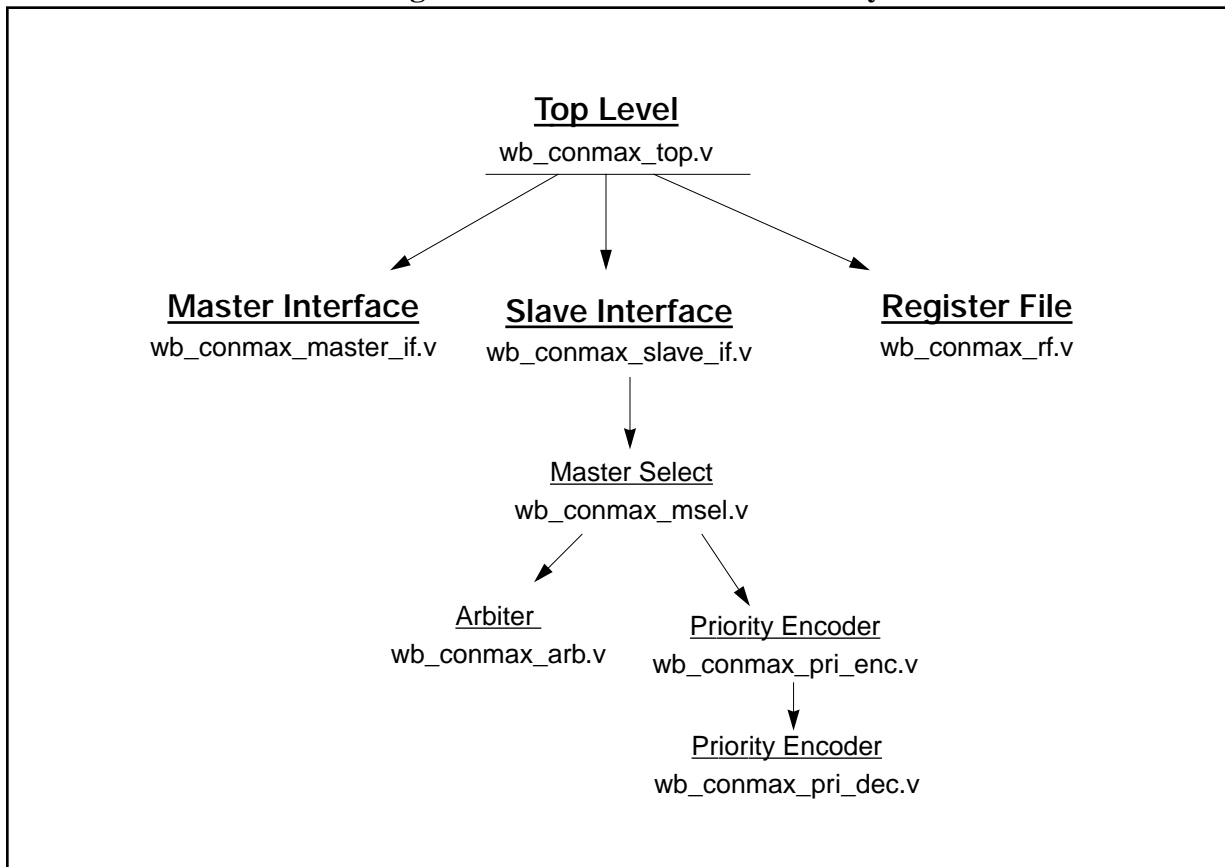 Top Level
wb_conmax_top.v
Master Interface
wb_conmax_master_if.v
Slave Interface
wb_conmax_slave_if.v
Register File
wb_conmax_rf.v
Master Select
wb_conmax_msel.v
Arbiter
wb_conmax_arb.v
Priority Encoder
wb_conmax_pri_enc.v
Priority Encoder
wb_conmax_pri_dec.v